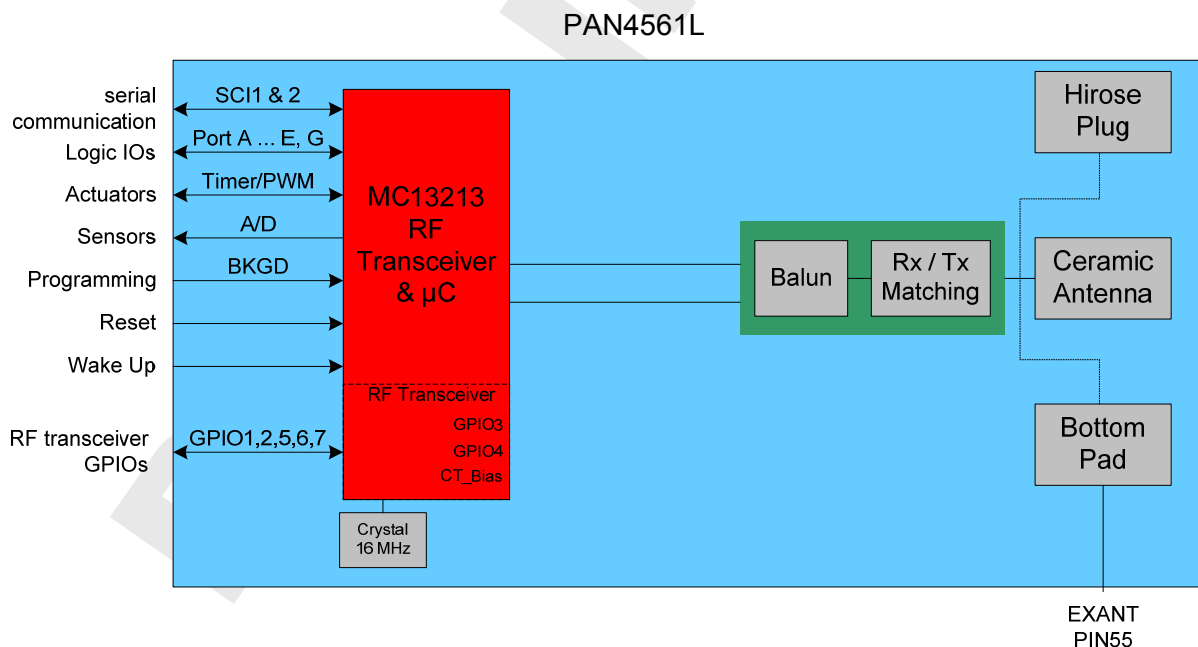 PAN4561L
serial
communication
SCI1 & 2
Logic IOs
Port A ... E, G
Actuators
Timer/PWM
Sensors
A/D
Programming
BKGD
Reset
Wake Up
RF transceiver
GPIOs
GPIO1,2,5,6,7
MC13213
RF
Transceiver
& µC
RF Transceiver
GPIO3
GPIO4
CT_Bias
Crystal
16 MHz
Balun
Rx / Tx
Matching
Hirose
Plug
Ceramic
Antenna
Bottom
Pad
EXANT
PIN55